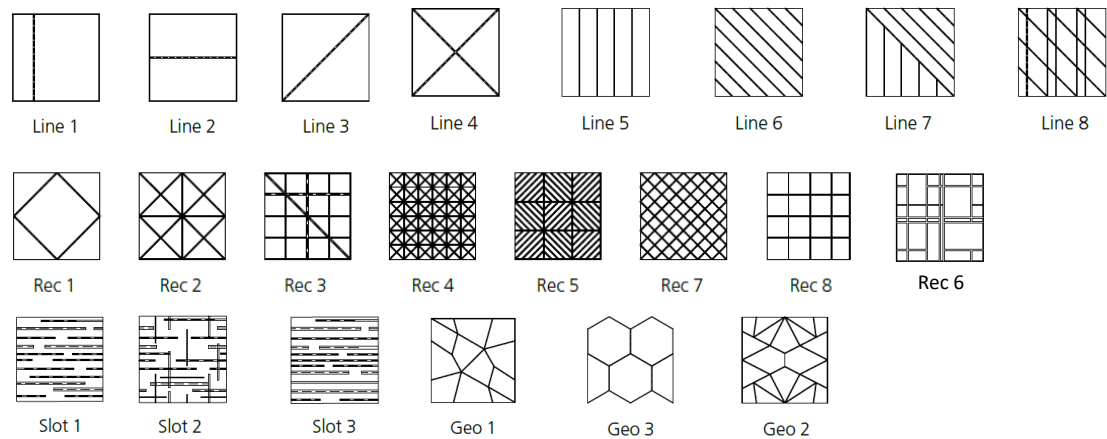 Line 1 Line 2 Line 3 Line 4 Line 5 Line 6 Line 7 Line 8
Rec 1 Rec 2 Rec 3 Rec 4 Rec 5 Rec 7 Rec 8 Rec 6
Slot 1 Slot 2 Slot 3 Geo 1 Geo 3 Geo 2